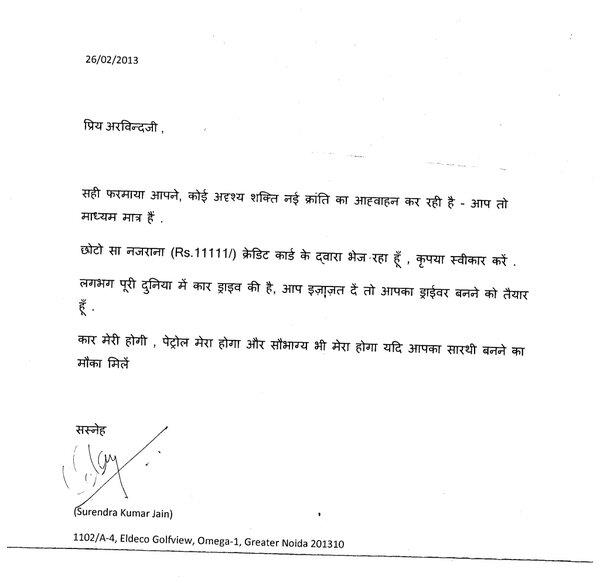 26/02/2013
प्रिय अरविन्दजी ,
सही फरमाया आपने, कोई अदृश्य शक्ति नई क्रांति का आह्वाहन कर रही है - आप तो
माध्यम मात्र हैं .
छोटो सा नजराना (Rs.11111/) क्रेडिट कार्ड के द्वारा भेज रहा हूँ , कृपया स्वीकार करें .
लगभग पूरी दुनिया में कार ड्राइव की है, आप इज़ाज़त दें तो आपका ड्राईवर बनने को तैयार
हूँ .
कार मेरी होगी , पेट्रोल मेरा होगा और सौभाग्य भी मेरा होगा यदि आपका सारथी बनने का
मौका मिलें
सस्नेह
(Surendra Kumar Jain)
1102/A-4, Eldeco Golfview, Omega-1, Greater Noida 201310